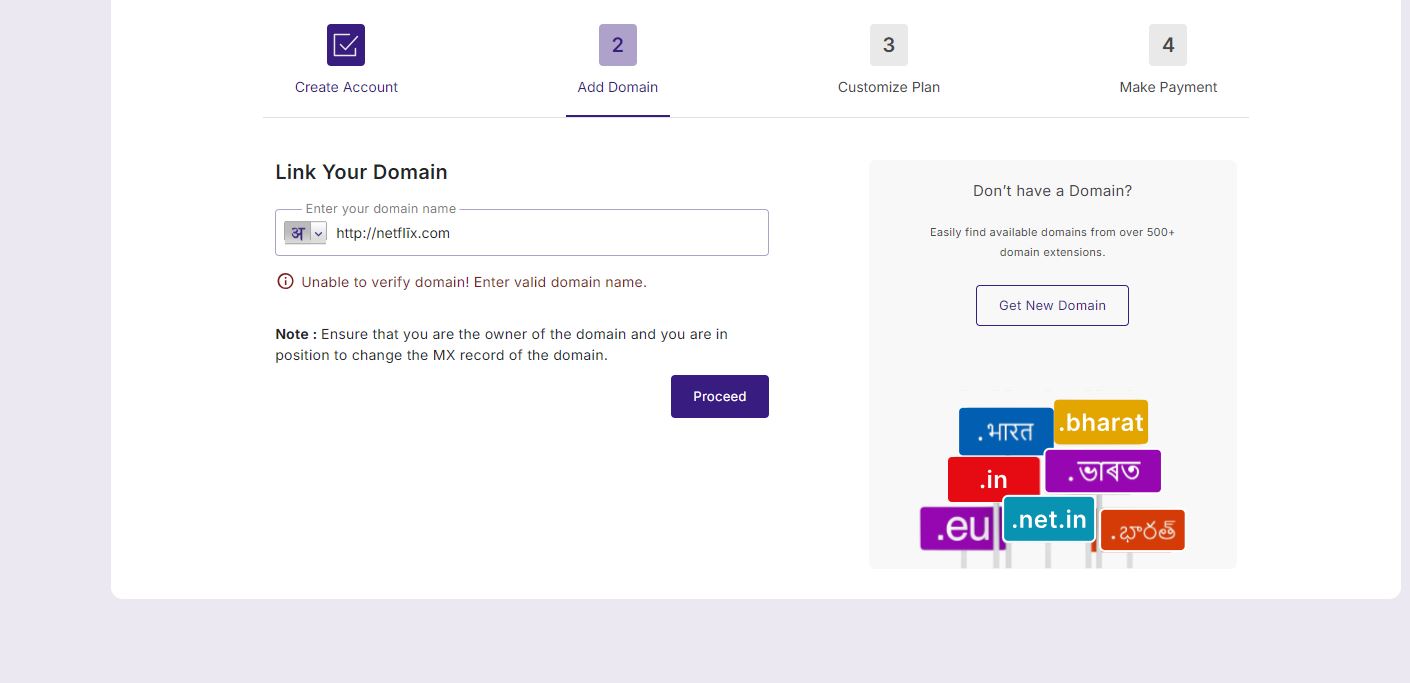 2
3
4
Create Account
Add Domain
Customize Plan
Make Payment
Link Your Domain
Enter your domain name
अ
http://netflīx.com
Unable to verify domain! Enter valid domain name.
Note : Ensure that you are the owner of the domain and you are in
position to change the MX record of the domain.
Proceed
Don’t have a Domain?
Easily find available domains from over 500+
domain extensions.
Get New Domain
.भारत
.bharat
.in
.ভাৰত
.eu
.net.in
.భారత్